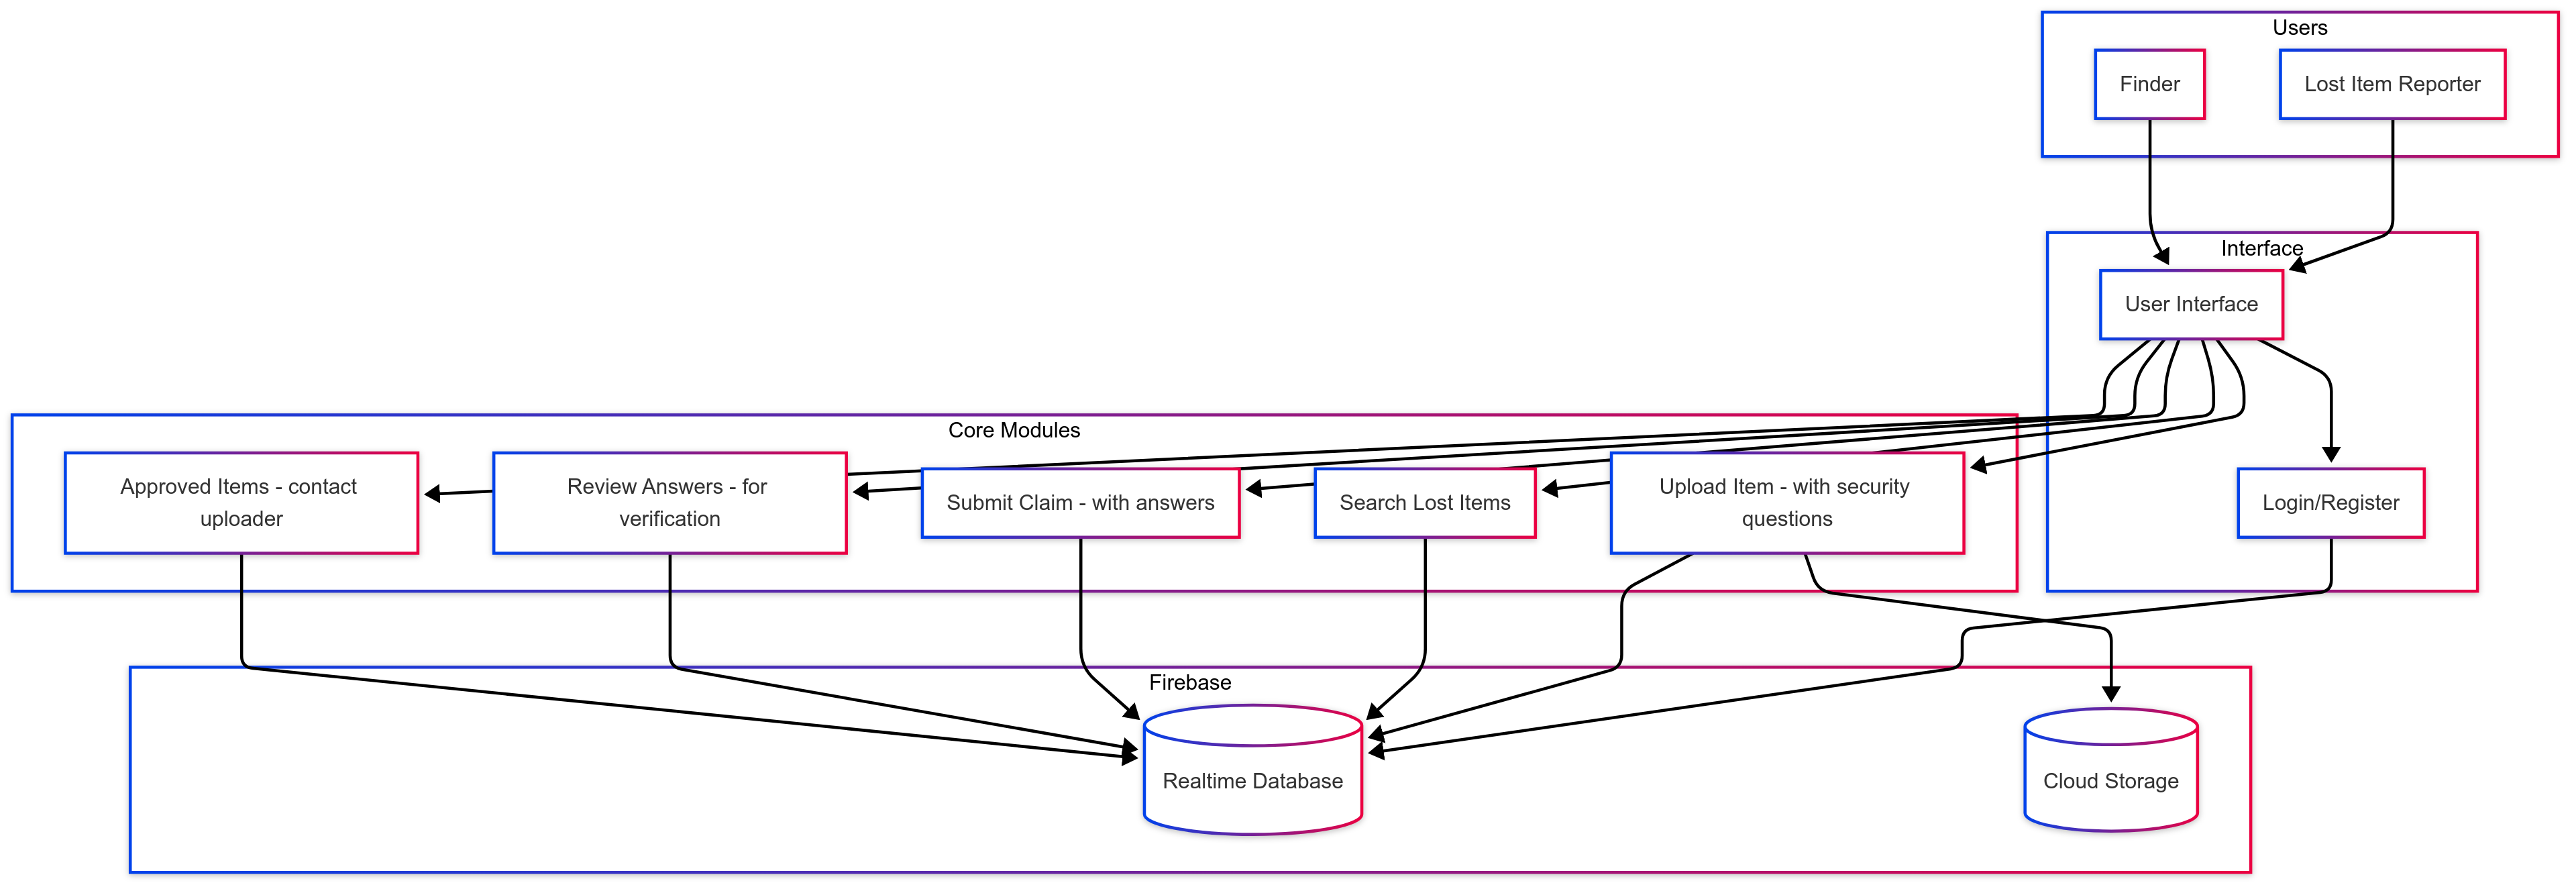 Users
Finder
Lost Item Reporter
Interface
User Interface
Core Modules
Approved Items - contact
uploader
Review Answers - for
verification
Submit Claim - with answers
Search Lost Items
Upload Item - with security
questions
Login/Register
Firebase
Realtime Database
Cloud Storage